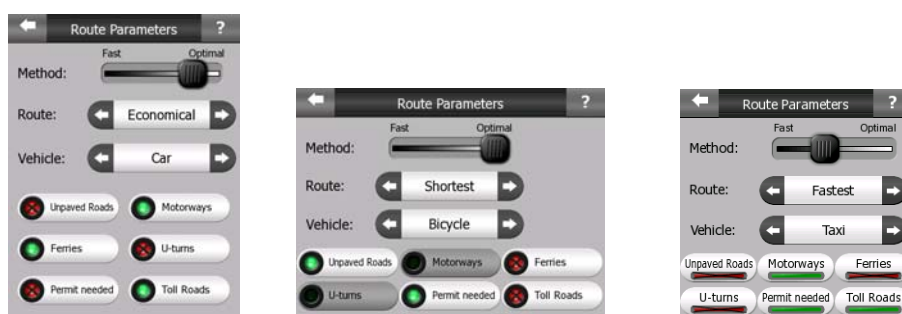 Route Parameters ?
Fast Optimal
Method:
Route: Economical
Vehicle: Car
Unpaved Roads Motorways
Ferries U-turns
Permit needed Toll Roads
Route Parameters ?
Fast Optimal
Method:
Route: Shortest
Vehicle: Bicycle
Unpaved Roads Motorways Ferries
U-turns Permit needed Toll Roads
Route Parameters ?
Fast Optimal
Method:
Route: Fastest
Vehicle: Taxi
Unpaved Roads Motorways Ferries
U-turns Permit needed Toll Roads